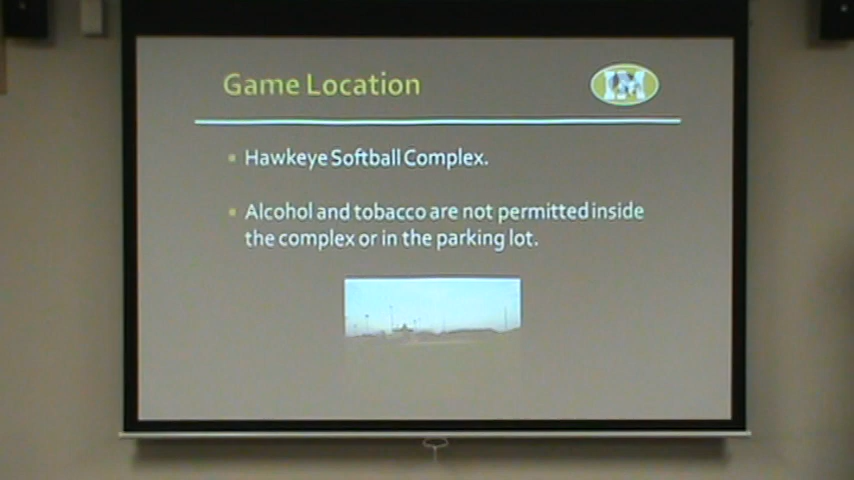 Game Location
IM
▪ Hawkeye Softball Complex.
▪ Alcohol and tobacco are not permitted inside
the complex or in the parking lot.